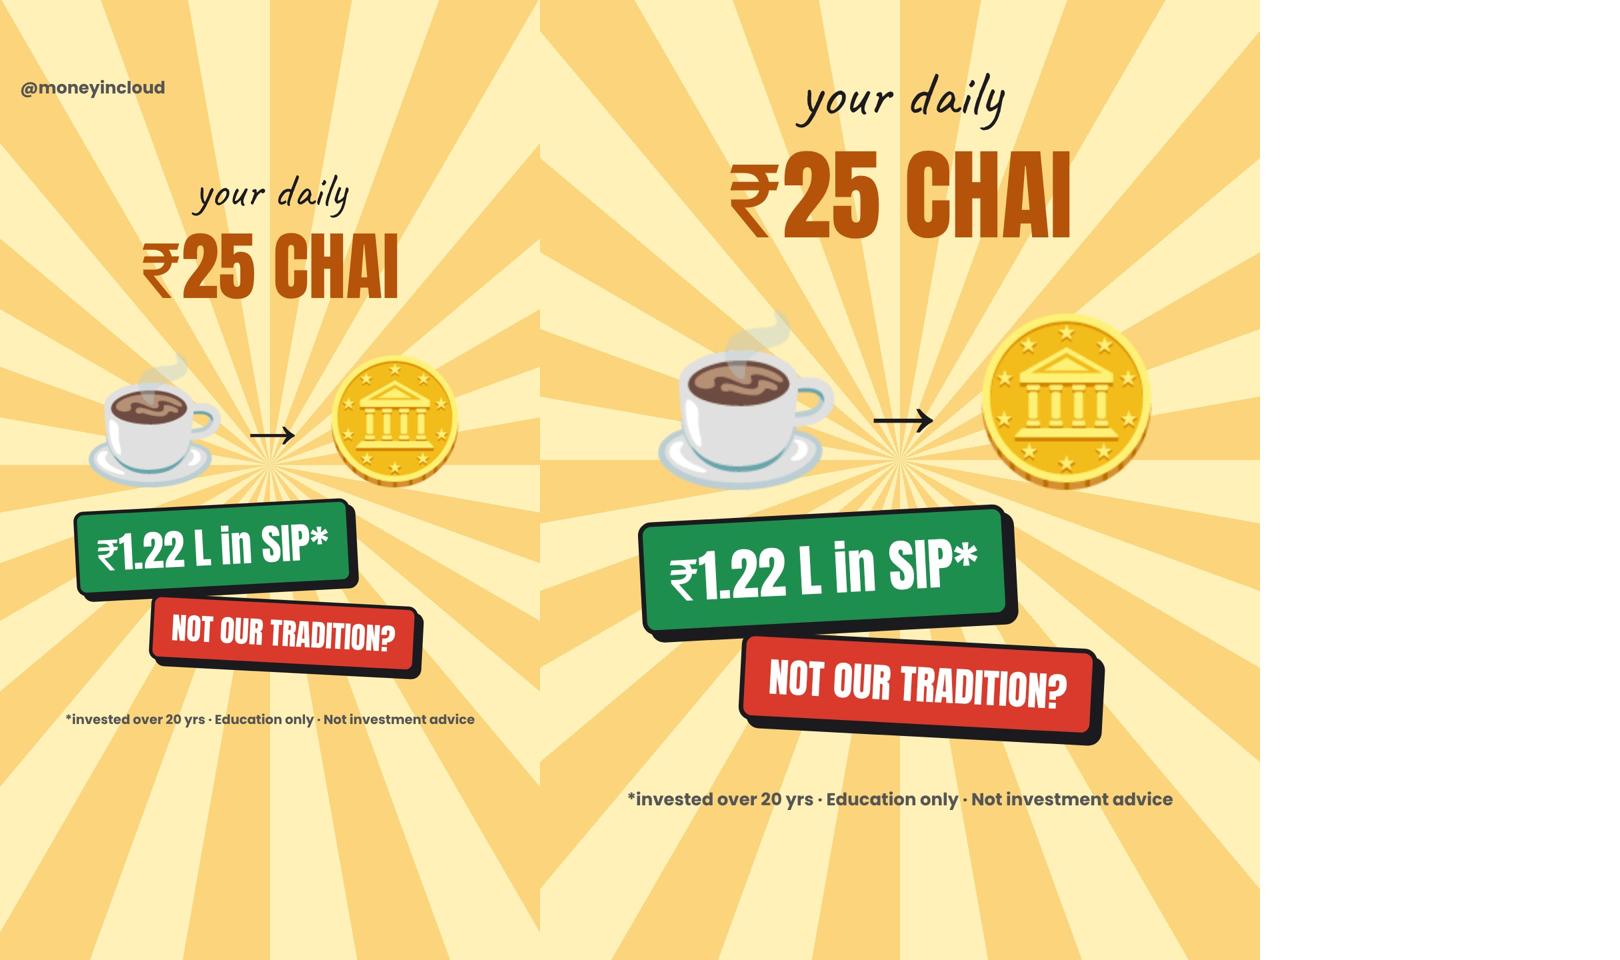 @moneyincloud
your daily
₹25 CHAI
→
₹1.22 L in SIP*
NOT OUR TRADITION?
*invested over 20 yrs · Education only · Not investment advice
your daily
₹25 CHAI
→
₹1.22 L in SIP*
NOT OUR TRADITION?
*invested over 20 yrs · Education only · Not investment advice